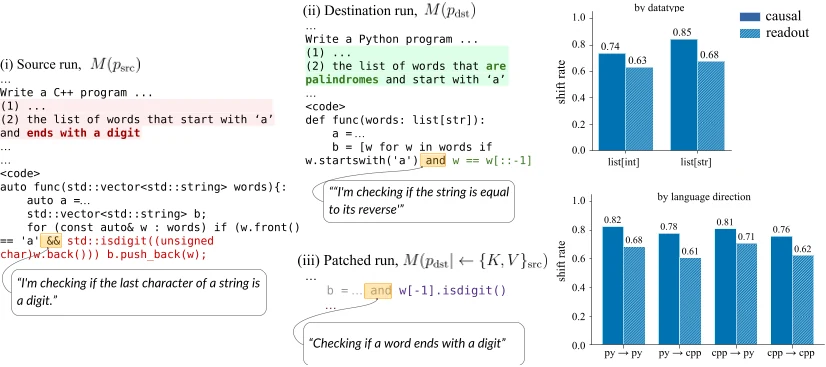 (i) Source run, M(p_src)
...
Write a C++ program ...
(1) ...
(2) the list of words that start with ‘a’
and ends with a digit
...
...
<code>
auto func(std::vector<std::string> words){:
auto a =...
std::vector<std::string> b;
for (const auto& w : words) if (w.front()
== 'a' && std::isdigit((unsigned
char)w.back())) b.push_back(w);
"I'm checking if the last character of a string is
a digit."
(ii) Destination run, M(p_dst)
...
Write a Python program ...
(1) ...
(2) the list of words that are
palindromes and start with ‘a’
...
<code>
def func(words: list[str]):
a = ...
b = [w for w in words if
w.startswith('a') and w == w[::-1]
"“I'm checking if the string is equal
to its reverse'”
(iii) Patched run, M(p_dst| ← {K, V}_src)
...
b = ... and w[-1].isdigit()
...
"Checking if a word ends with a digit"
by datatype
causal
readout
shift rate
1.0
0.8
0.6
0.4
0.2
0.0
0.74
0.63
0.85
0.68
list[int]
list[str]
by language direction
shift rate
1.0
0.8
0.6
0.4
0.2
0.0
0.82
0.68
0.78
0.61
0.81
0.71
0.76
0.62
py → py
py → cpp
cpp → py
cpp → cpp